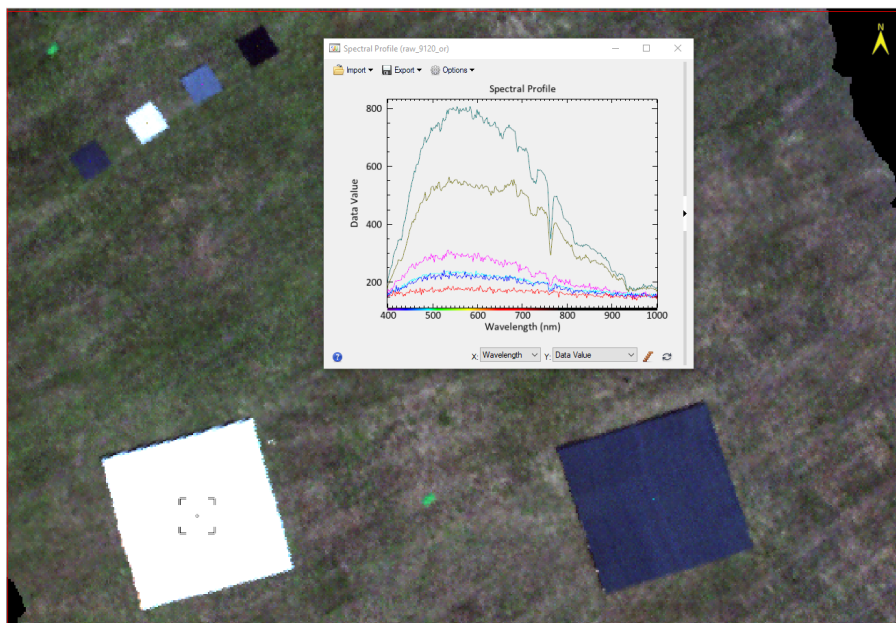 N
Spectral Profile (raw_9120_or)
Import Export Options
Spectral Profile
800
600
400
200
Data Value
400 500 600 700 800 900 1000
Wavelength (nm)
X: Wavelength Y: Data Value